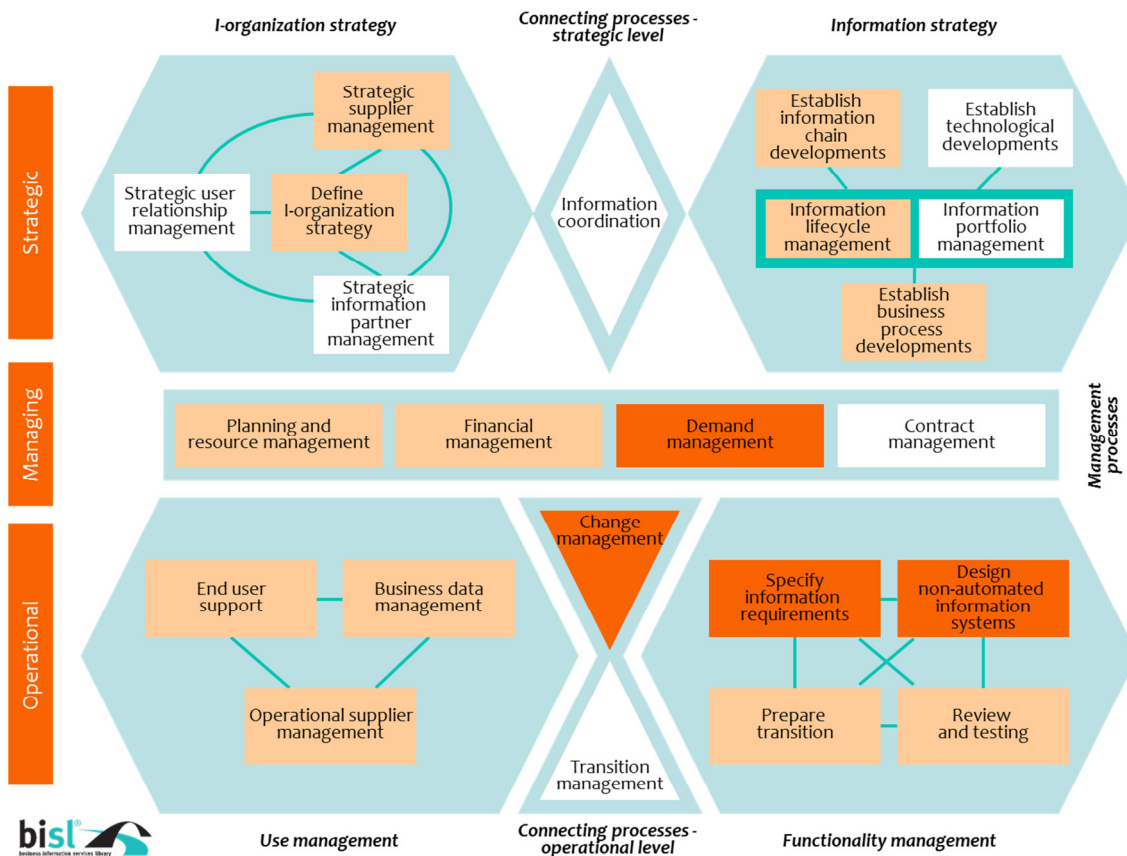 I-organization strategy
Connecting processes -
strategic level
Information strategy
Strategic
Strategic
supplier
management
Strategic user
relationship
management
Define
I-organization
strategy
Strategic
information
partner
management
Information
coordination
Establish
information
chain
developments
Establish
technological
developments
Information
lifecycle
management
Information
portfolio
management
Establish
business
process
developments
Managing
Planning and
resource management
Financial
management
Demand
management
Contract
management
Management
processes
Operational
End user
support
Business data
management
Operational supplier
management
Change
management
Transition
management
Specify
information
requirements
Design
non-automated
information
systems
Prepare
transition
Review
and testing
bisl®
business information services library
Use management
Connecting processes -
operational level
Functionality management